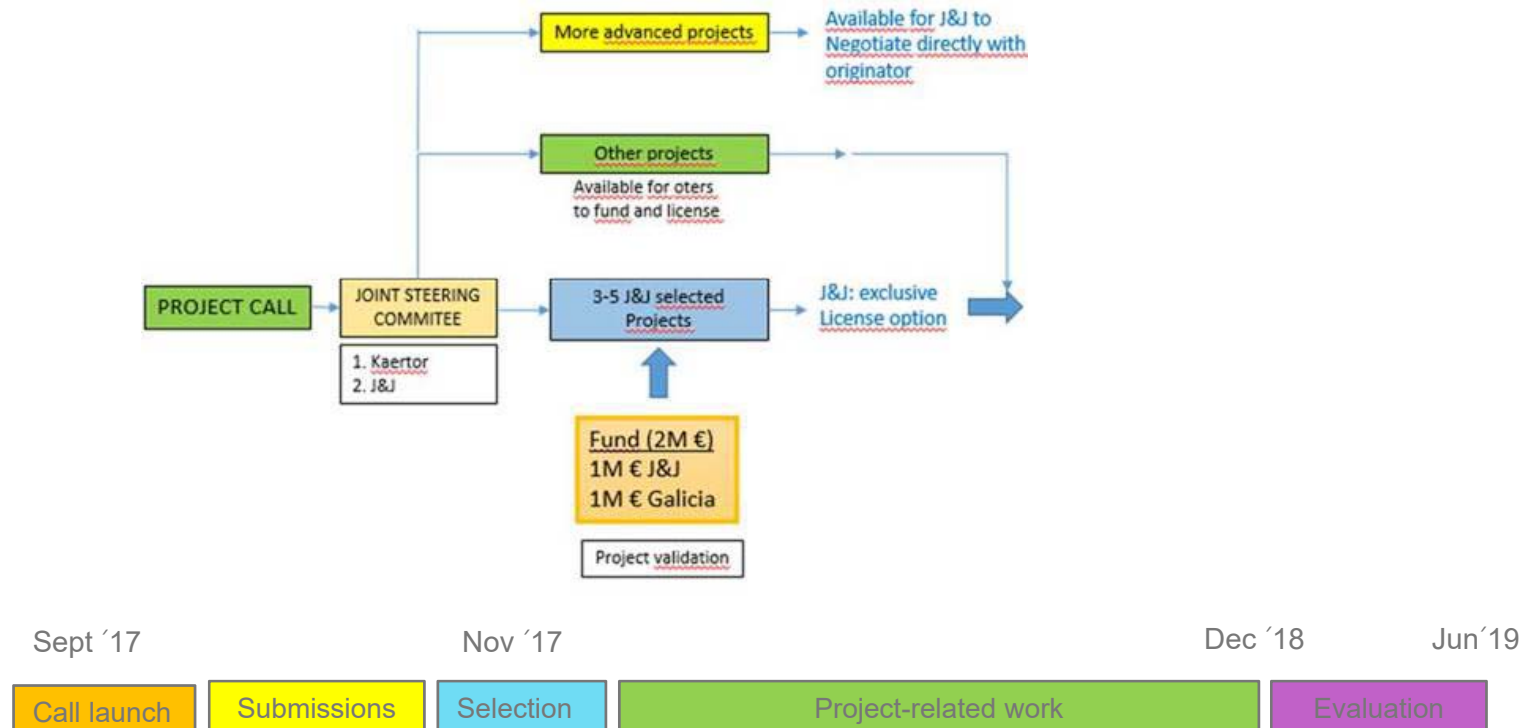 More advanced projects
Available for J&J to
Negotiate directly with
originator
Other projects
Available for oters
to fund and license
PROJECT CALL
JOINT STEERING
COMMITEE
1. Kaertor
2. J&J
3-5 J&J selected
Projects
J&J: exclusive
License option
Fund (2M €)
1M € J&J
1M € Galicia
Project validation
Sept ´17
Nov ´17
Dec ´18
Jun´19
Call launch
Submissions
Selection
Project-related work
Evaluation